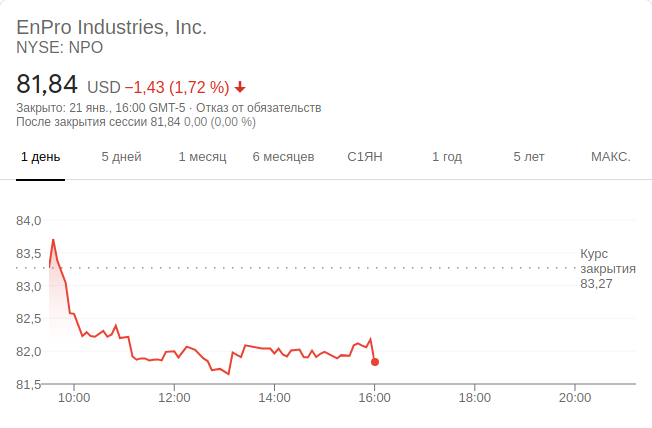 EnPro Industries, Inc.
NYSE: NPO
81,84 USD −1,43 (1,72 %)
Закрыто: 21 янв., 16:00 GMT-5 · Отказ от обязательств
После закрытия сессии 81,84 0,00 (0,00 %)
1 день 5 дней 1 месяц 6 месяцев С1ЯН 1 год 5 лет МАКС.
84,0
83,5
83,0
82,5
82,0
81,5
Курс
закрытия
83,27
10:00 12:00 14:00 16:00 18:00 20:00